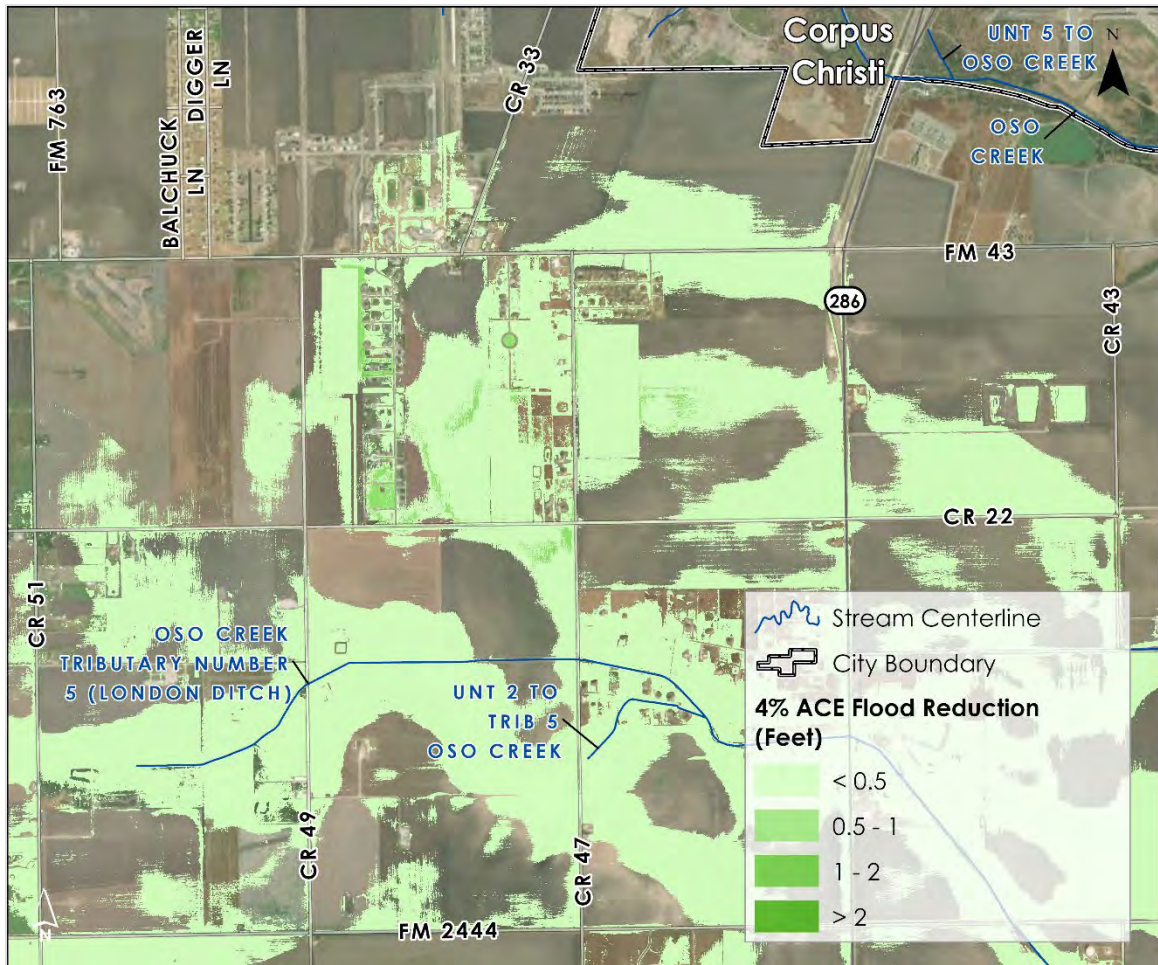 Corpus
Christi
UNT 5 TO
OSO CREEK
N
OSO
CREEK
FM 763
BALCHUCK
LN
DIGGER
LN
CR 33
FM 43
286
CR 43
CR 22
CR 51
OSO CREEK
TRIBUTARY NUMBER
5 (LONDON DITCH)
UNT 2 TO
TRIB 5
OSO CREEK
CR 49
CR 47
FM 2444
N
Stream Centerline
City Boundary
4% ACE Flood Reduction
(Feet)
< 0.5
0.5 - 1
1 - 2
> 2